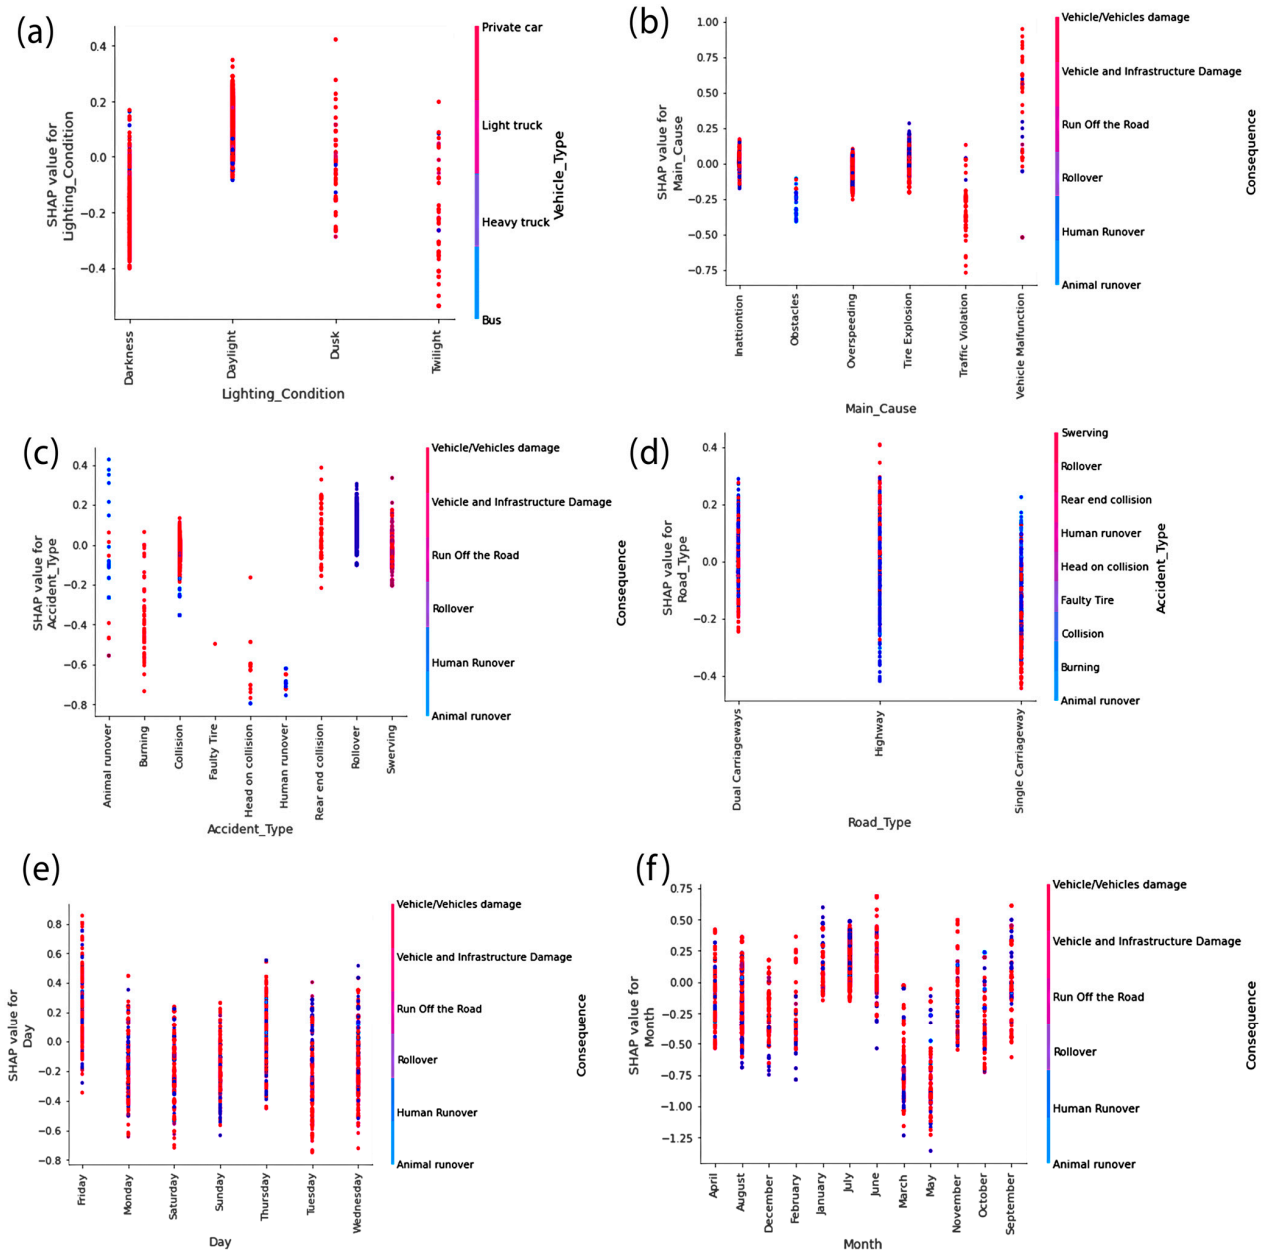 (a)
0.4
0.2
0.0
−0.2
−0.4
SHAP value for
Lighting_Condition
Darkness
Daylight
Dusk
Twilight
Lighting_Condition
Private car
Light truck
Heavy truck
Bus
Vehicle_Type
(b)
1.00
0.75
0.50
0.25
0.00
−0.25
−0.50
−0.75
SHAP value for
Main_Cause
Inattiontion
Obstacles
Overspeeding
Tire Explosion
Traffic Violation
Vehicle Malfunction
Main_Cause
Vehicle/Vehicles damage
Vehicle and Infrastructure Damage
Run Off the Road
Rollover
Human Runover
Animal runover
Consequence
(c)
0.4
0.2
0.0
−0.2
−0.4
−0.6
−0.8
SHAP value for
Accident_Type
Animal runover
Burning
Collision
Faulty Tire
Head on collision
Human runover
Rear end collision
Rollover
Swerving
Accident_Type
Vehicle/Vehicles damage
Vehicle and Infrastructure Damage
Run Off the Road
Rollover
Human Runover
Animal runover
Consequence
(d)
0.4
0.2
0.0
−0.2
−0.4
SHAP value for
Road_Type
Dual Carriageways
Highway
Single Carriageway
Road_Type
Swerving
Rollover
Rear end collision
Human runover
Head on collision
Faulty Tire
Collision
Burning
Animal runover
Accident_Type
(e)
0.8
0.6
0.4
0.2
0.0
−0.2
−0.4
−0.6
−0.8
SHAP value for
Day
Friday
Monday
Saturday
Sunday
Thursday
Tuesday
Wednesday
Day
Vehicle/Vehicles damage
Vehicle and Infrastructure Damage
Run Off the Road
Rollover
Human Runover
Animal runover
Consequence
(f)
0.75
0.50
0.25
0.00
−0.25
−0.50
−0.75
−1.00
−1.25
SHAP value for
Month
April
August
December
February
January
July
June
March
May
November
October
September
Month
Vehicle/Vehicles damage
Vehicle and Infrastructure Damage
Run Off the Road
Rollover
Human Runover
Animal runover
Consequence